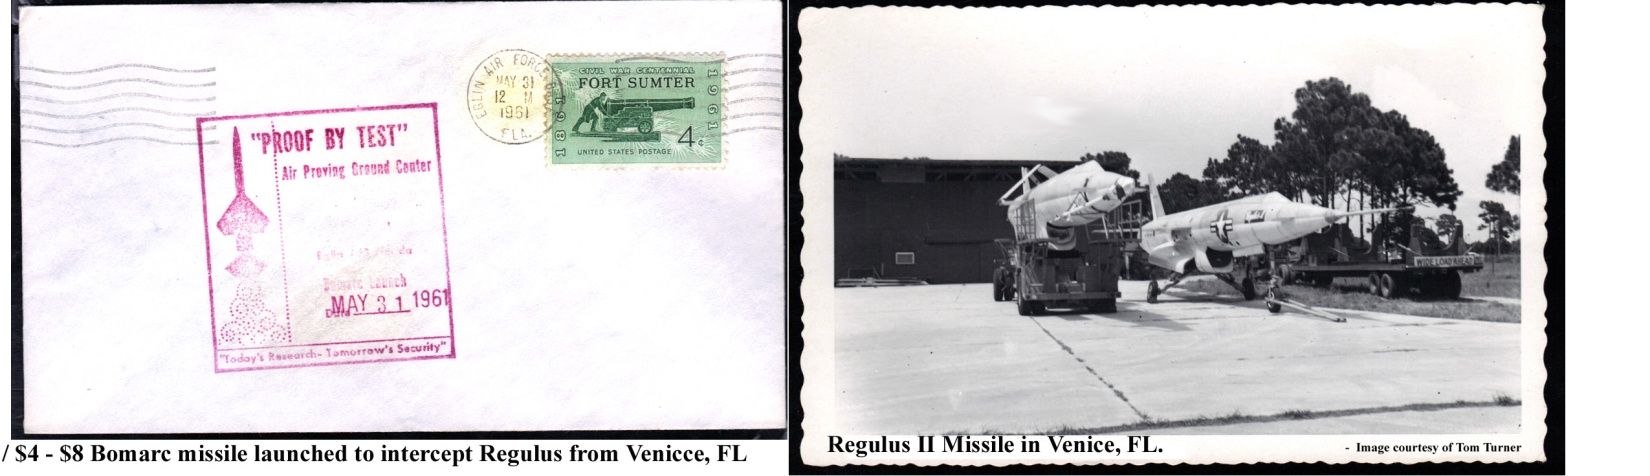 EGLIN AIR FORCE
MAY 31
12 M
1961
FLA.
CIVIL WAR CENTENNIAL
FORT SUMTER
1861
1961
4¢
UNITED STATES POSTAGE
"PROOF BY TEST"
Air Proving Ground Center
Launch
MAY 31 1961
"Today's Research- Tomorrow's Security"
/ $4 - $8 Bomarc missile launched to intercept Regulus from Venicce, FL
WIDE LOAD AHEAD
Regulus II Missile in Venice, FL.
- Image courtesy of Tom Turner